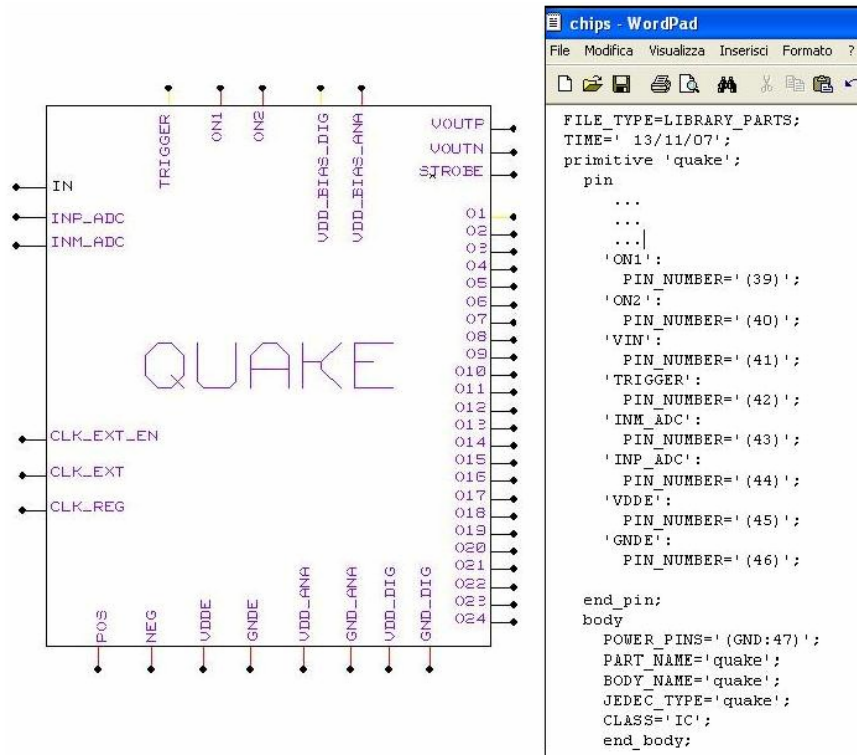 TRIGGER
ON1
ON2
VDD_BIAS_DIG
VDD_BIAS_ANA
VOUTP
VOUTN
STROBE
IN
INP_ADC
INM_ADC
O1
O2
O3
O4
O5
O6
O7
O8
O9
O10
O11
O12
O13
O14
O15
O16
O17
O18
O19
O20
O21
O22
O23
O24
QUAKE
CLK_EXT_EN
CLK_EXT
CLK_REG
POS
NEG
VDDE
GNDE
VDD_ANA
GND_ANA
VDD_DIG
GND_DIG
chips - WordPad
File Modifica Visualizza Inserisci Formato ?
FILE_TYPE=LIBRARY_PARTS;
TIME=' 13/11/07';
primitive 'quake';
pin
...
...
...
'ON1':
PIN_NUMBER='(39)';
'ON2':
PIN_NUMBER='(40)';
'VIN':
PIN_NUMBER='(41)';
'TRIGGER':
PIN_NUMBER='(42)';
'INM_ADC':
PIN_NUMBER='(43)';
'INP_ADC':
PIN_NUMBER='(44)';
'VDDE':
PIN_NUMBER='(45)';
'GNDE':
PIN_NUMBER='(46)';
end_pin;
body
POWER_PINS='(GND:47)';
PART_NAME='quake';
BODY_NAME='quake';
JEDEC_TYPE='quake';
CLASS='IC';
end_body;